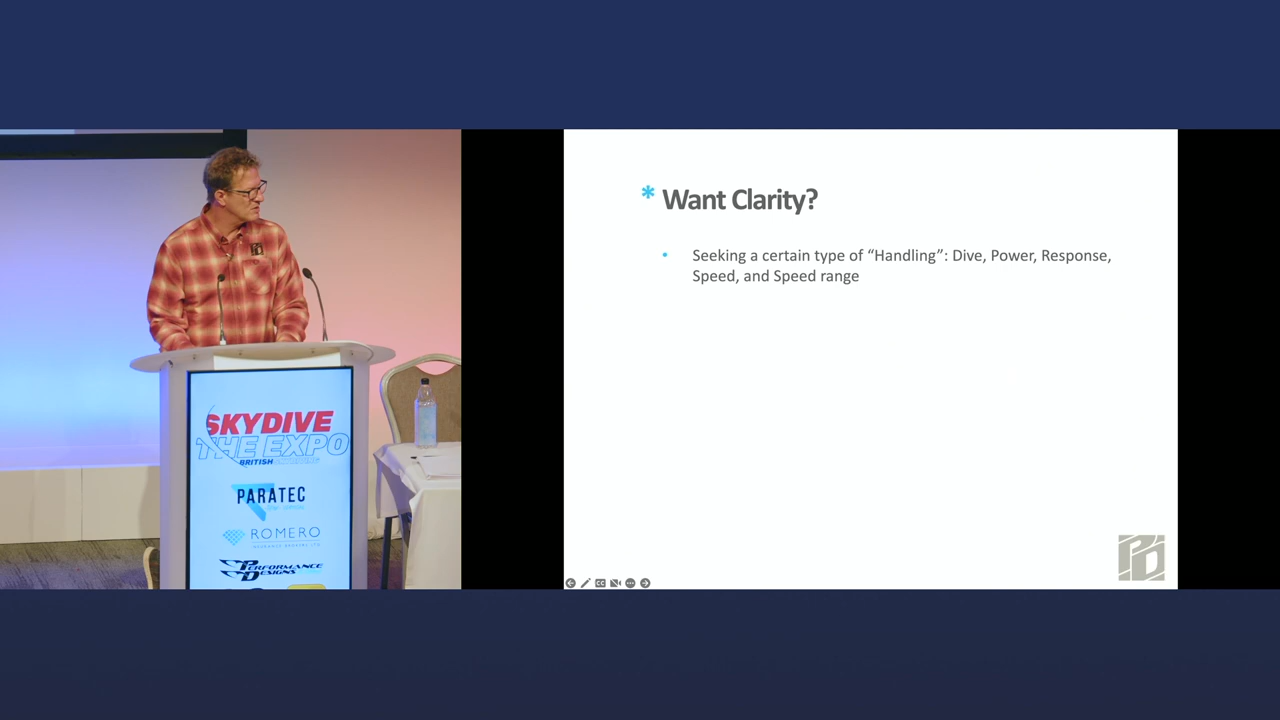 SKYDIVE
THE EXPO
BRITISH
PARATEC
ROMERO
PERFORMANCE
DESIGNS
* Want Clarity?
• Seeking a certain type of “Handling”: Dive, Power, Response,
Speed, and Speed range
PD